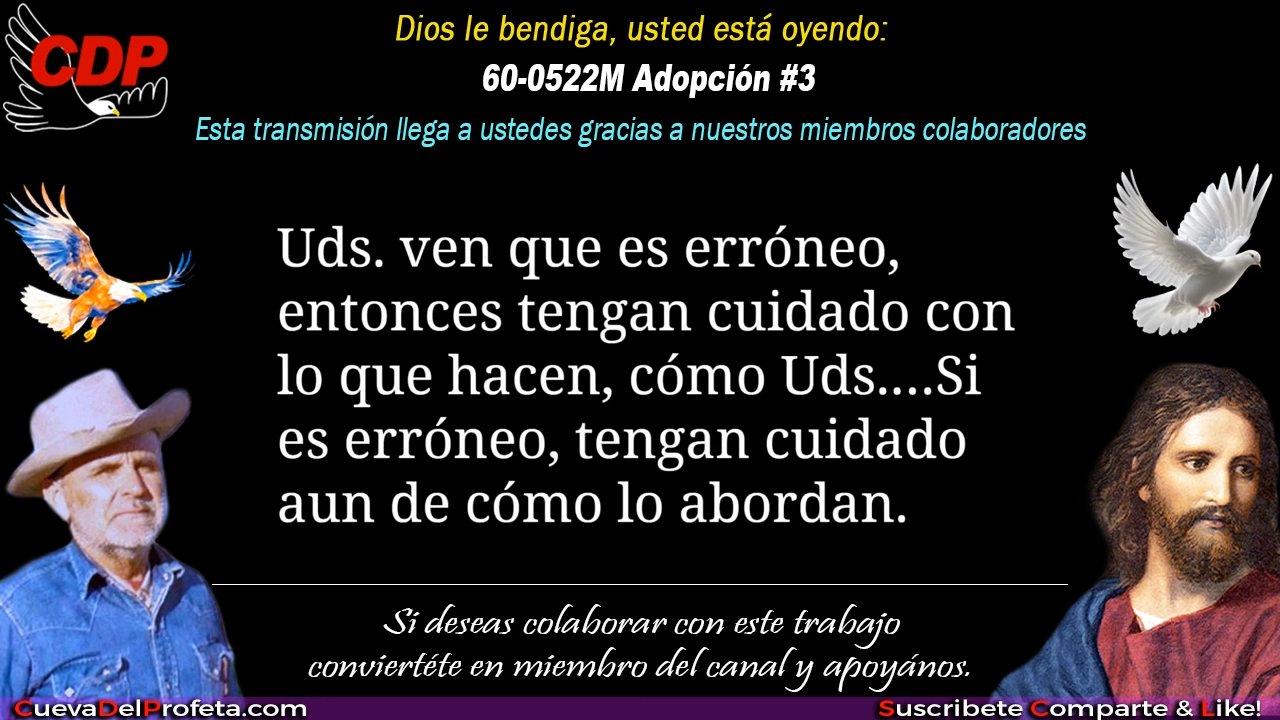 CDP
Dios le bendiga, usted está oyendo:
60-0522M Adopción #3
Esta transmisión llega a ustedes gracias a nuestros miembros colaboradores
Uds. ven que es erróneo,
entonces tengan cuidado con
lo que hacen, cómo Uds....Si
es erróneo, tengan cuidado
aun de cómo lo abordan.
Si deseas colaborar con este trabajo
conviertéte en miembro del canal y apoyános.
CuevaDelProfeta.com
Suscribete Comparte & Like!